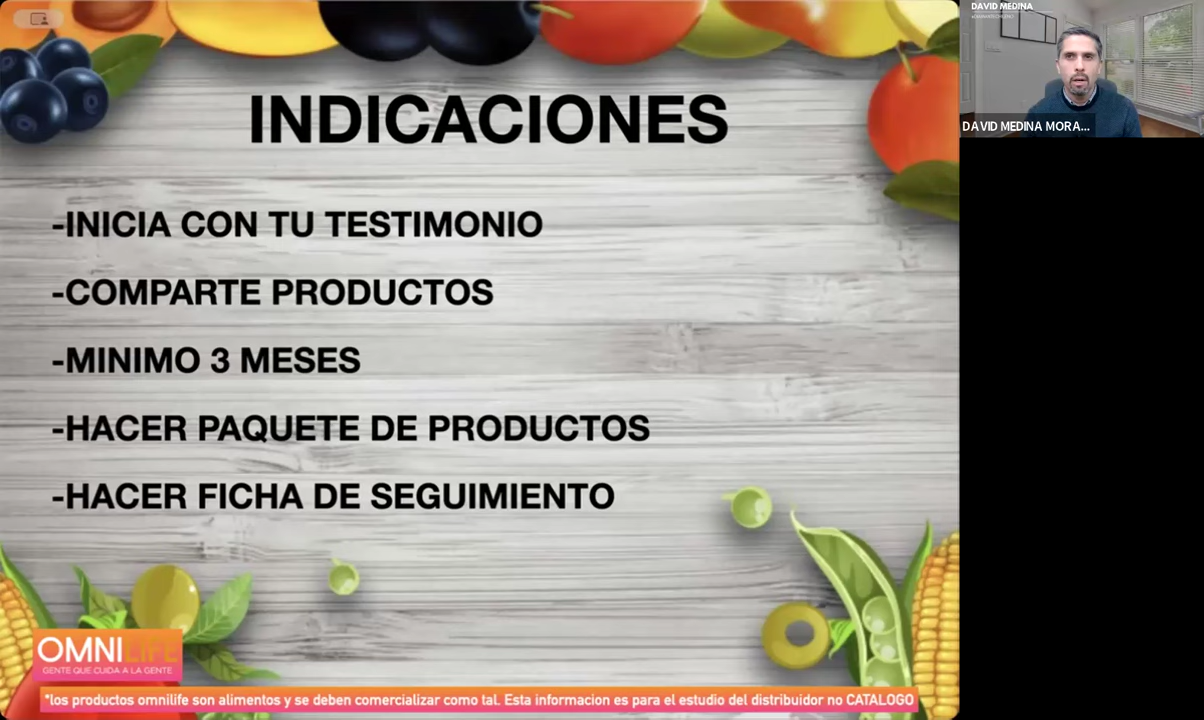 INDICACIONES
-INICIA CON TU TESTIMONIO
-COMPARTE PRODUCTOS
-MINIMO 3 MESES
-HACER PAQUETE DE PRODUCTOS
-HACER FICHA DE SEGUIMIENTO
OMNILIFE
GENTE QUE CUIDA A LA GENTE
*los productos omnilife son alimentos y se deben comercializar como tal. Esta informacion es para el estudio del distribuidor no CATALOGO
DAVID MEDINA
DAVID MEDINA MORA...